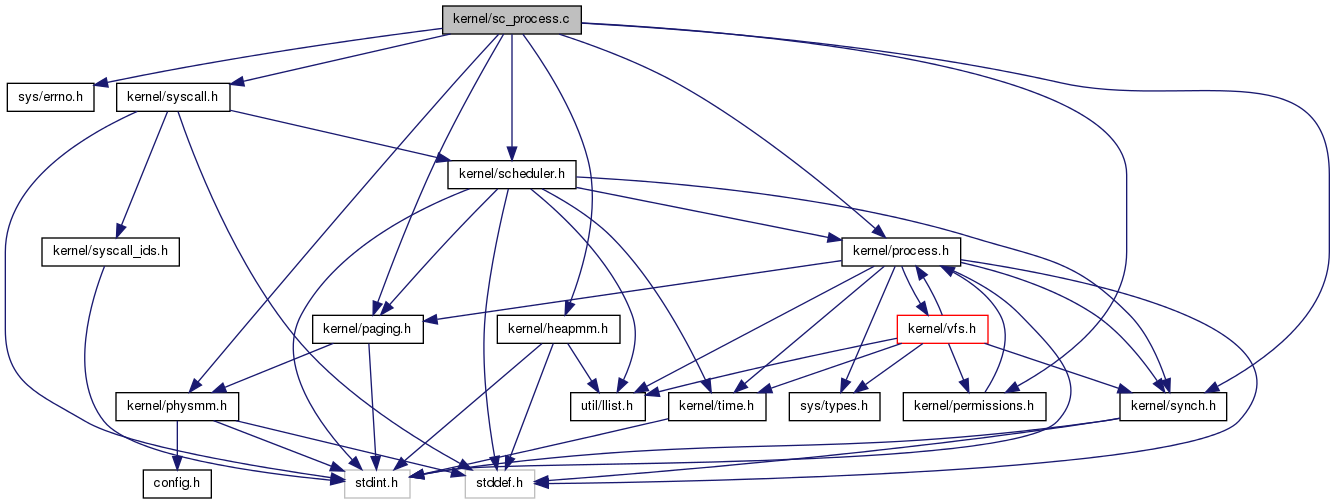 kernel/sc_process.c
sys/errno.h
kernel/syscall.h
kernel/scheduler.h
kernel/syscall_ids.h
kernel/process.h
kernel/paging.h
kernel/heapmm.h
kernel/vfs.h
kernel/physmm.h
util/llist.h
kernel/time.h
sys/types.h
kernel/permissions.h
kernel/synch.h
config.h
stdint.h
stddef.h